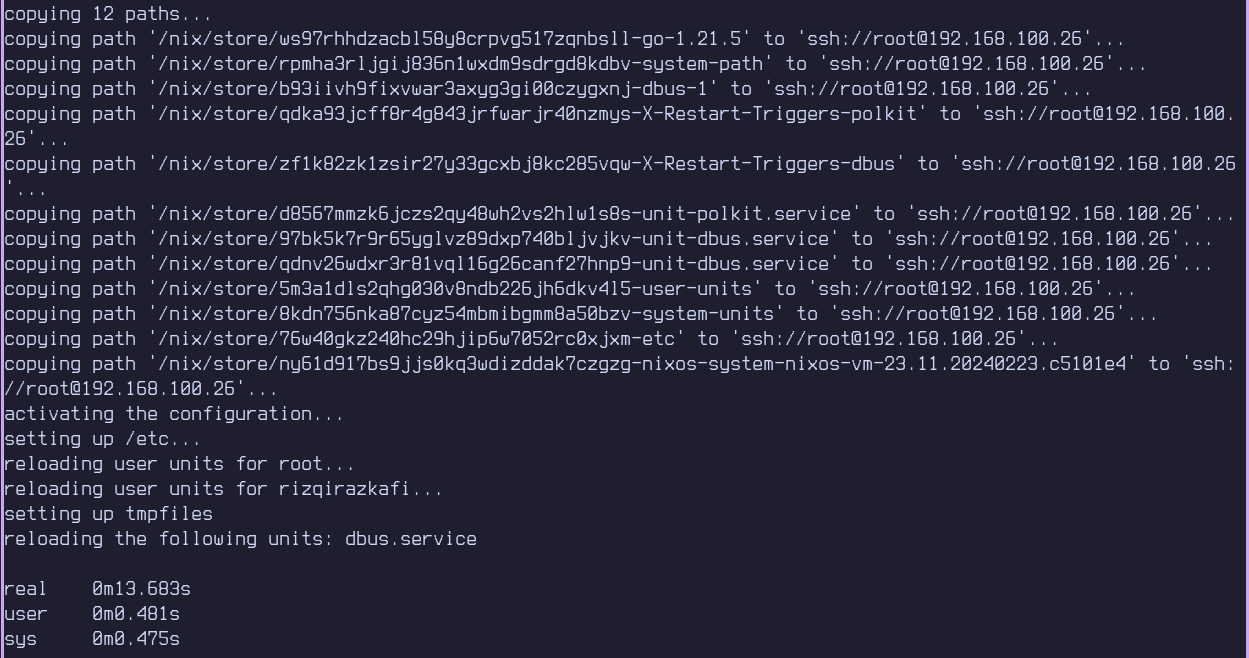 copying 12 paths...
copying path '/nix/store/ws97rhhdzacbl58y8crpvg517zqnbsll-go-1.21.5' to 'ssh://root@192.168.100.26'...
copying path '/nix/store/rpmha3rljgij836n1wxdm9sdrgd8kdbv-system-path' to 'ssh://root@192.168.100.26'...
copying path '/nix/store/b93iivh9fixvwar3axyg3gi00czygxnj-dbus-1' to 'ssh://root@192.168.100.26'...
copying path '/nix/store/qdka93jcff8r4g843jrfwarjr40nzmys-X-Restart-Triggers-polkit' to 'ssh://root@192.168.100.
26'...
copying path '/nix/store/zf1k82zk1zsir27y33gcxbj8kc285vqw-X-Restart-Triggers-dbus' to 'ssh://root@192.168.100.26
'...
copying path '/nix/store/d8567mmzk6jczs2qy48wh2vs2hlw1s8s-unit-polkit.service' to 'ssh://root@192.168.100.26'...
copying path '/nix/store/97bk5k7r9r65yglvz89dxp740bljvjkv-unit-dbus.service' to 'ssh://root@192.168.100.26'...
copying path '/nix/store/qdnv26wdxr3r81vql16g26canf27hnp9-unit-dbus.service' to 'ssh://root@192.168.100.26'...
copying path '/nix/store/5m3a1dls2qhg030v8ndb226jh6dkv4l5-user-units' to 'ssh://root@192.168.100.26'...
copying path '/nix/store/8kdn756nka87cyz54mbmibgmm8a50bzv-system-units' to 'ssh://root@192.168.100.26'...
copying path '/nix/store/76w40gkz240hc29hjip6w7052rc0xjxm-etc' to 'ssh://root@192.168.100.26'...
copying path '/nix/store/ny61d917bs9jjs0kq3wdizddak7czgzg-nixos-system-nixos-vm-23.11.20240223.c5101e4' to 'ssh:
//root@192.168.100.26'...
activating the configuration...
setting up /etc...
reloading user units for root...
reloading user units for rizqirazkafi...
setting up tmpfiles
reloading the following units: dbus.service
real 0m13.683s
user 0m0.481s
sys 0m0.475s